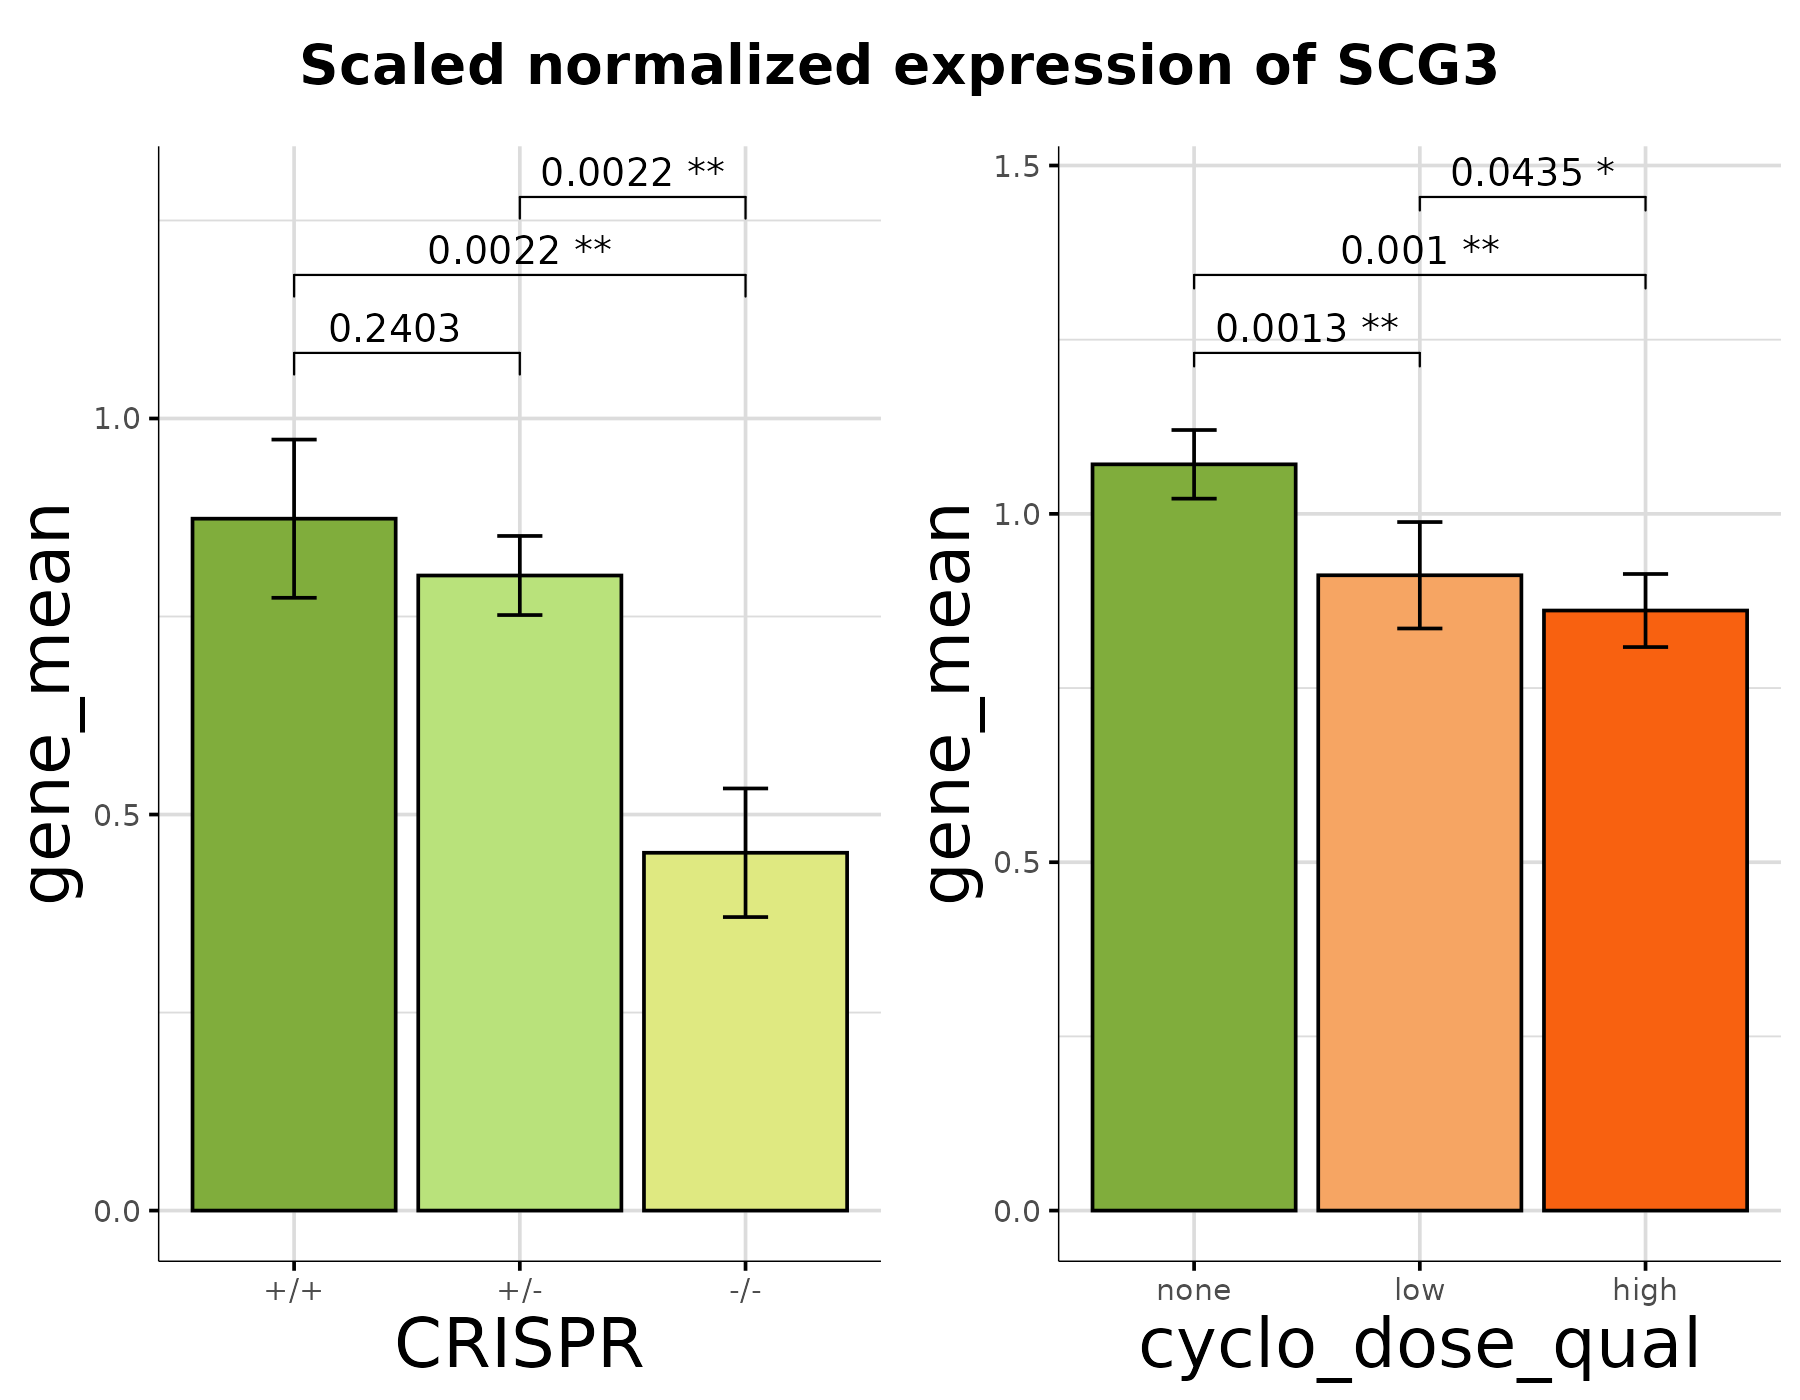 Scaled normalized expression of SCG3
0.0022 **
0.0022 **
0.2403
1.0
0.5
0.0
gene_mean
+/+ +/- -/-
CRISPR
0.0435 *
0.001 **
0.0013 **
1.5
1.0
0.5
0.0
gene_mean
none low high
cyclo_dose_qual